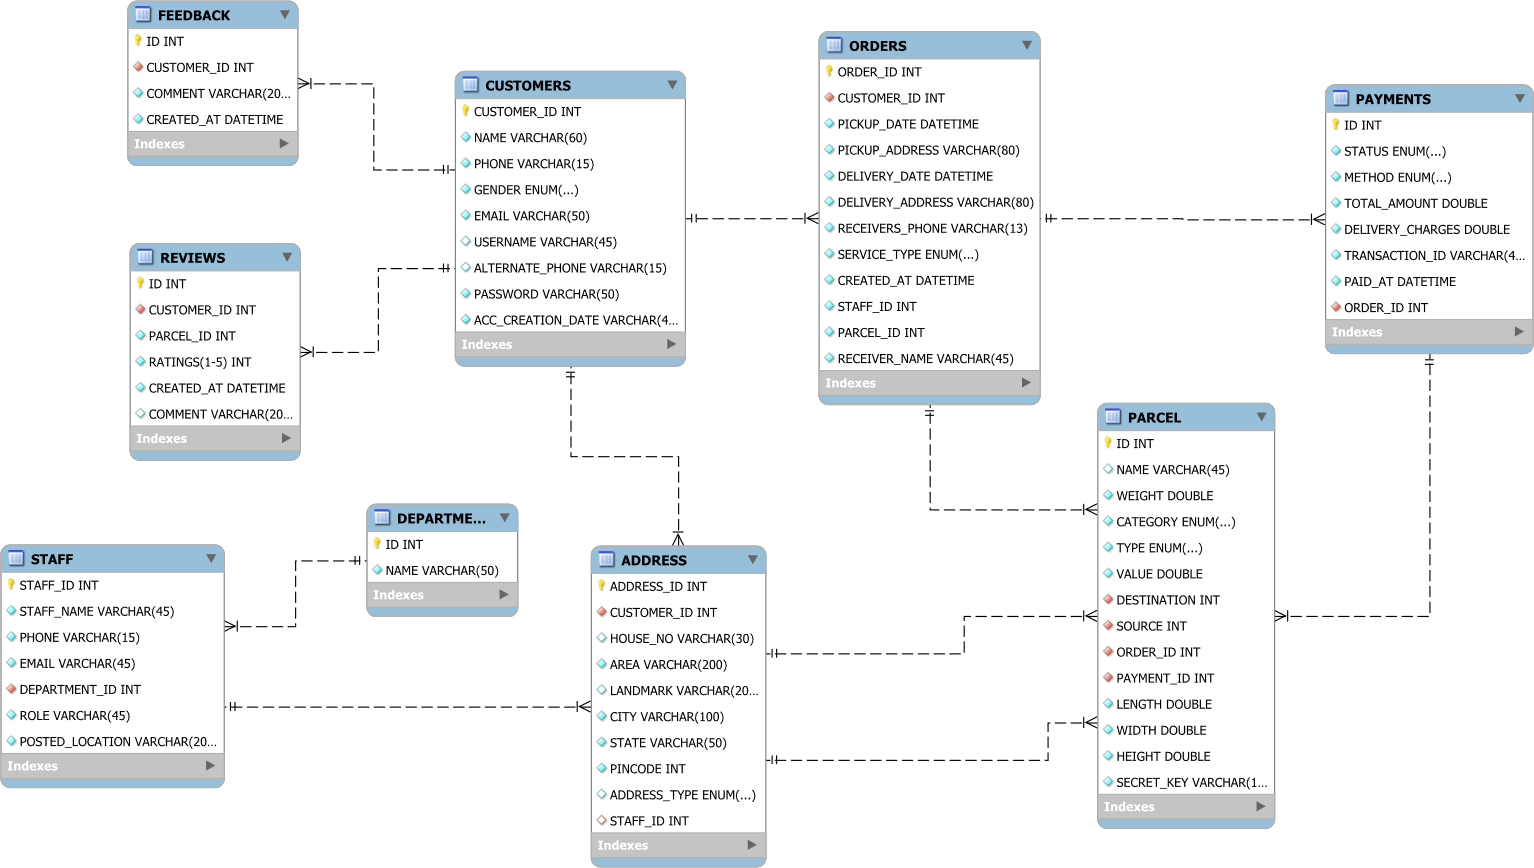 FEEDBACK
ID INT
CUSTOMER_ID INT
COMMENT VARCHAR(20...
CREATED_AT DATETIME
Indexes
REVIEWS
ID INT
CUSTOMER_ID INT
PARCEL_ID INT
RATINGS(1-5) INT
CREATED_AT DATETIME
COMMENT VARCHAR(20...
Indexes
CUSTOMERS
CUSTOMER_ID INT
NAME VARCHAR(60)
PHONE VARCHAR(15)
GENDER ENUM(...)
EMAIL VARCHAR(50)
USERNAME VARCHAR(45)
ALTERNATE_PHONE VARCHAR(15)
PASSWORD VARCHAR(50)
ACC_CREATION_DATE VARCHAR(4...
Indexes
ORDERS
ORDER_ID INT
CUSTOMER_ID INT
PICKUP_DATE DATETIME
PICKUP_ADDRESS VARCHAR(80)
DELIVERY_DATE DATETIME
DELIVERY_ADDRESS VARCHAR(80)
RECEIVERS_PHONE VARCHAR(13)
SERVICE_TYPE ENUM(...)
CREATED_AT DATETIME
STAFF_ID INT
PARCEL_ID INT
RECEIVER_NAME VARCHAR(45)
Indexes
PAYMENTS
ID INT
STATUS ENUM(...)
METHOD ENUM(...)
TOTAL_AMOUNT DOUBLE
DELIVERY_CHARGES DOUBLE
TRANSACTION_ID VARCHAR(4...
PAID_AT DATETIME
ORDER_ID INT
Indexes
STAFF
STAFF_ID INT
STAFF_NAME VARCHAR(45)
PHONE VARCHAR(15)
EMAIL VARCHAR(45)
DEPARTMENT_ID INT
ROLE VARCHAR(45)
POSTED_LOCATION VARCHAR(20...
Indexes
DEPARTME...
ID INT
NAME VARCHAR(50)
Indexes
ADDRESS
ADDRESS_ID INT
CUSTOMER_ID INT
HOUSE_NO VARCHAR(30)
AREA VARCHAR(200)
LANDMARK VARCHAR(20...
CITY VARCHAR(100)
STATE VARCHAR(50)
PINCODE INT
ADDRESS_TYPE ENUM(...)
STAFF_ID INT
Indexes
PARCEL
ID INT
NAME VARCHAR(45)
WEIGHT DOUBLE
CATEGORY ENUM(...)
TYPE ENUM(...)
VALUE DOUBLE
DESTINATION INT
SOURCE INT
ORDER_ID INT
PAYMENT_ID INT
LENGTH DOUBLE
WIDTH DOUBLE
HEIGHT DOUBLE
SECRET_KEY VARCHAR(1...
Indexes